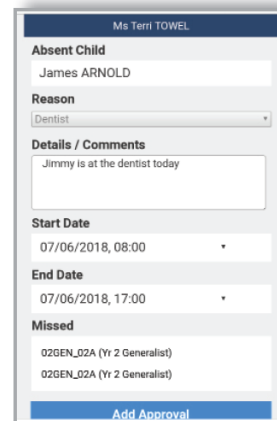 Ms Terri TOWEL
Absent Child
James ARNOLD
Reason
Dentist
Details / Comments
Jimmy is at the dentist today
Start Date
07/06/2018, 08:00
End Date
07/06/2018, 17:00
Missed
02GEN_02A (Yr 2 Generalist)
02GEN_02A (Yr 2 Generalist)
Add Approval